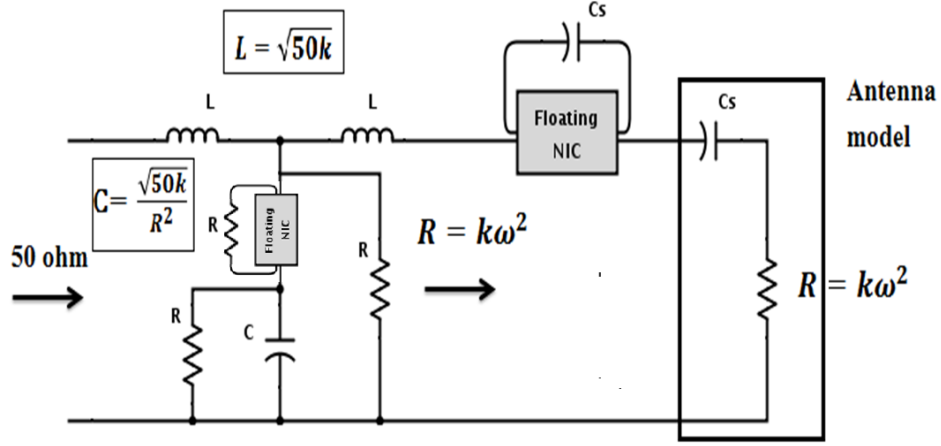 Cs
L = √50k
L
L
Floating
NIC
Cs
Antenna
model
C= √50k / R²
R
Floating
NIC
R
R = kω²
50 ohm
R
C
R = kω²